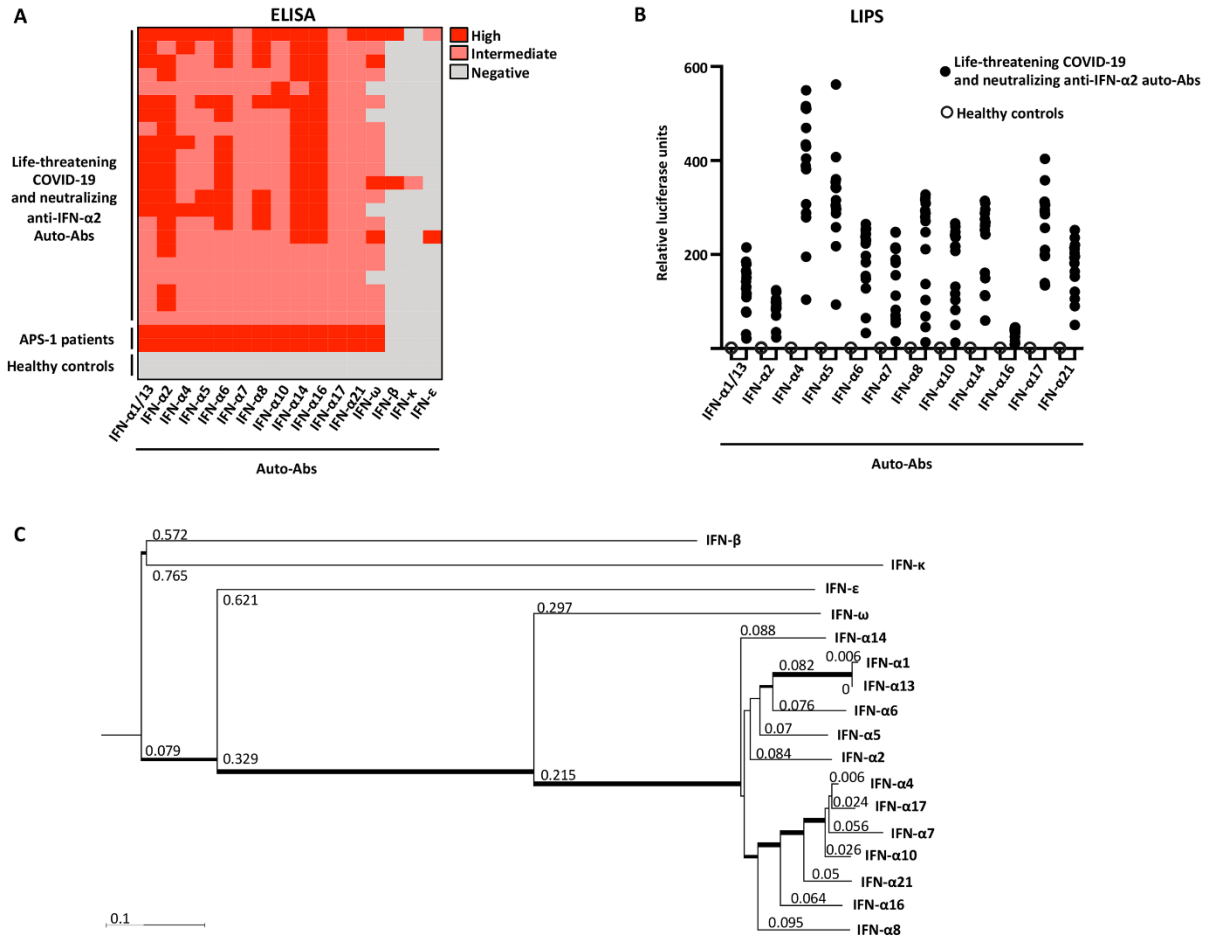 A
ELISA
High
Intermediate
Negative
Life-threatening
COVID-19
and neutralizing
anti-IFN-α2
Auto-Abs
APS-1 patients
Healthy controls
IFN-α1/13
IFN-α2
IFN-α4
IFN-α5
IFN-α6
IFN-α7
IFN-α8
IFN-α10
IFN-α14
IFN-α16
IFN-α17
IFN-α21
IFN-ω
IFN-β
IFN-κ
IFN-ε
Auto-Abs
B
LIPS
Life-threatening COVID-19
and neutralizing anti-IFN-α2 auto-Abs
Healthy controls
Relative luciferase units
600
400
200
IFN-α1/13
IFN-α2
IFN-α4
IFN-α5
IFN-α6
IFN-α7
IFN-α8
IFN-α10
IFN-α14
IFN-α16
IFN-α17
IFN-α21
Auto-Abs
C
0.572
IFN-β
IFN-κ
0.765
0.621
IFN-ε
0.297
IFN-ω
0.088
IFN-α14
0.006
IFN-α1
0.082
0
IFN-α13
0.076
IFN-α6
0.07
IFN-α5
0.079
0.329
0.084
IFN-α2
0.215
0.006
IFN-α4
0.024
IFN-α17
0.056
IFN-α7
0.026
IFN-α10
0.05
IFN-α21
0.064
IFN-α16
0.095
IFN-α8
0.1